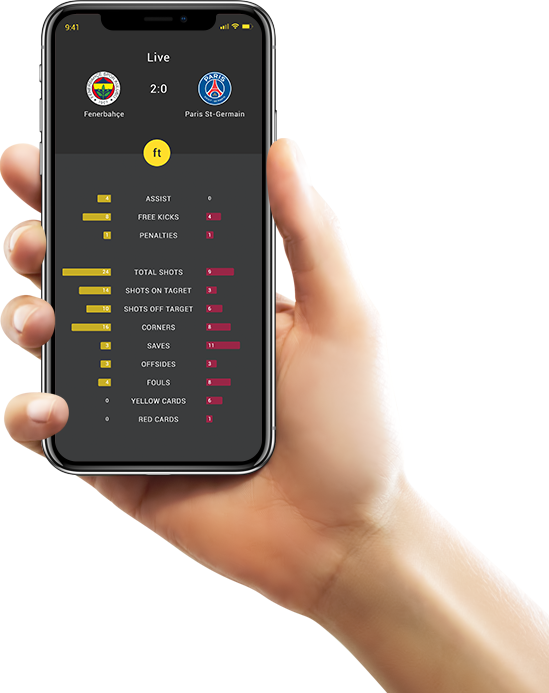 9:41
Live
2:0
Fenerbahçe Paris St-Germain
PARIS
ft
4 ASSIST 0
8 FREE KICKS 4
1 PENALTIES 1
24 TOTAL SHOTS 9
14 SHOTS ON TAGRET 3
10 SHOTS OFF TARGET 6
16 CORNERS 8
3 SAVES 11
3 OFFSIDES 3
4 FOULS 8
0 YELLOW CARDS 6
0 RED CARDS 1